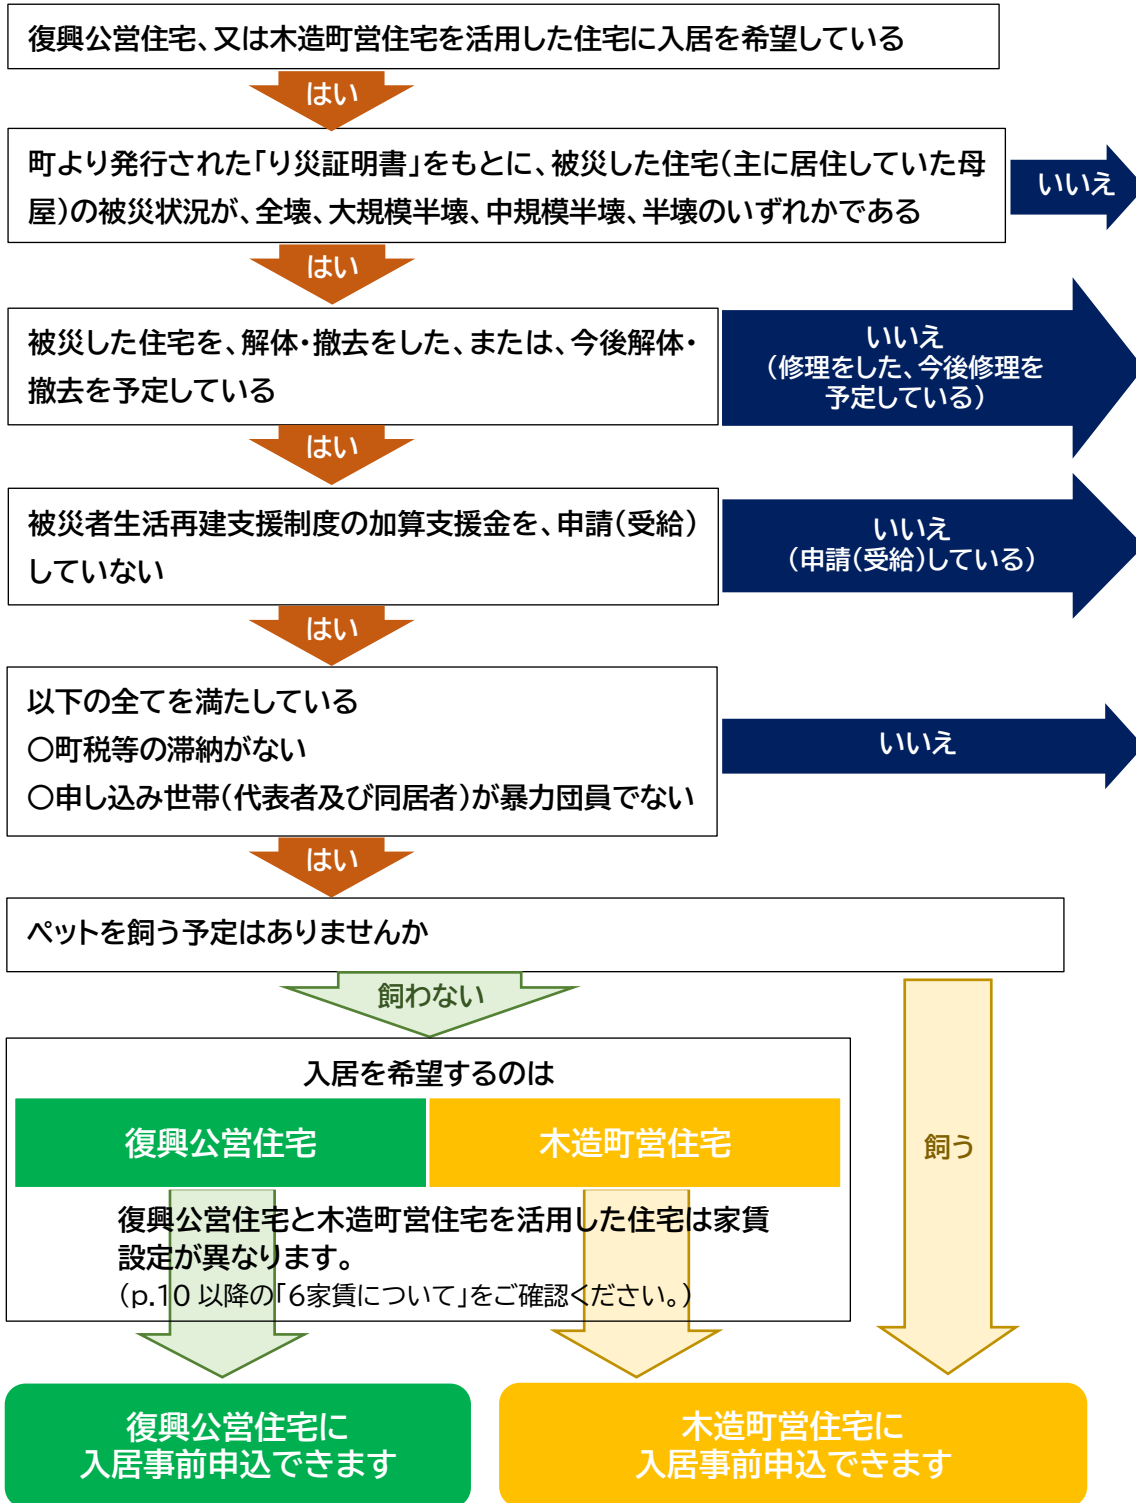 復興公営住宅、又は木造町営住宅を活用した住宅に入居を希望している
はい
町より発行された「り災証明書」をもとに、被災した住宅(主に居住していた母
屋)の被災状況が、全壊、大規模半壊、中規模半壊、半壊のいずれかである
いいえ
はい
被災した住宅を、解体・撤去をした、または、今後解体・
撤去を予定している
いいえ
(修理をした、今後修理を
予定している)
はい
被災者生活再建支援制度の加算支援金を、申請(受給)
していない
いいえ
(申請(受給)している)
はい
以下の全てを満たしている
○町税等の滞納がない
○申し込み世帯(代表者及び同居者)が暴力団員でない
いいえ
はい
ペットを飼う予定はありませんか
飼わない
飼う
入居を希望するのは
復興公営住宅
木造町営住宅
復興公営住宅と木造町営住宅を活用した住宅は家賃
設定が異なります。
(p.10 以降の「6家賃について」をご確認ください。)
復興公営住宅に
入居事前申込できます
木造町営住宅に
入居事前申込できます